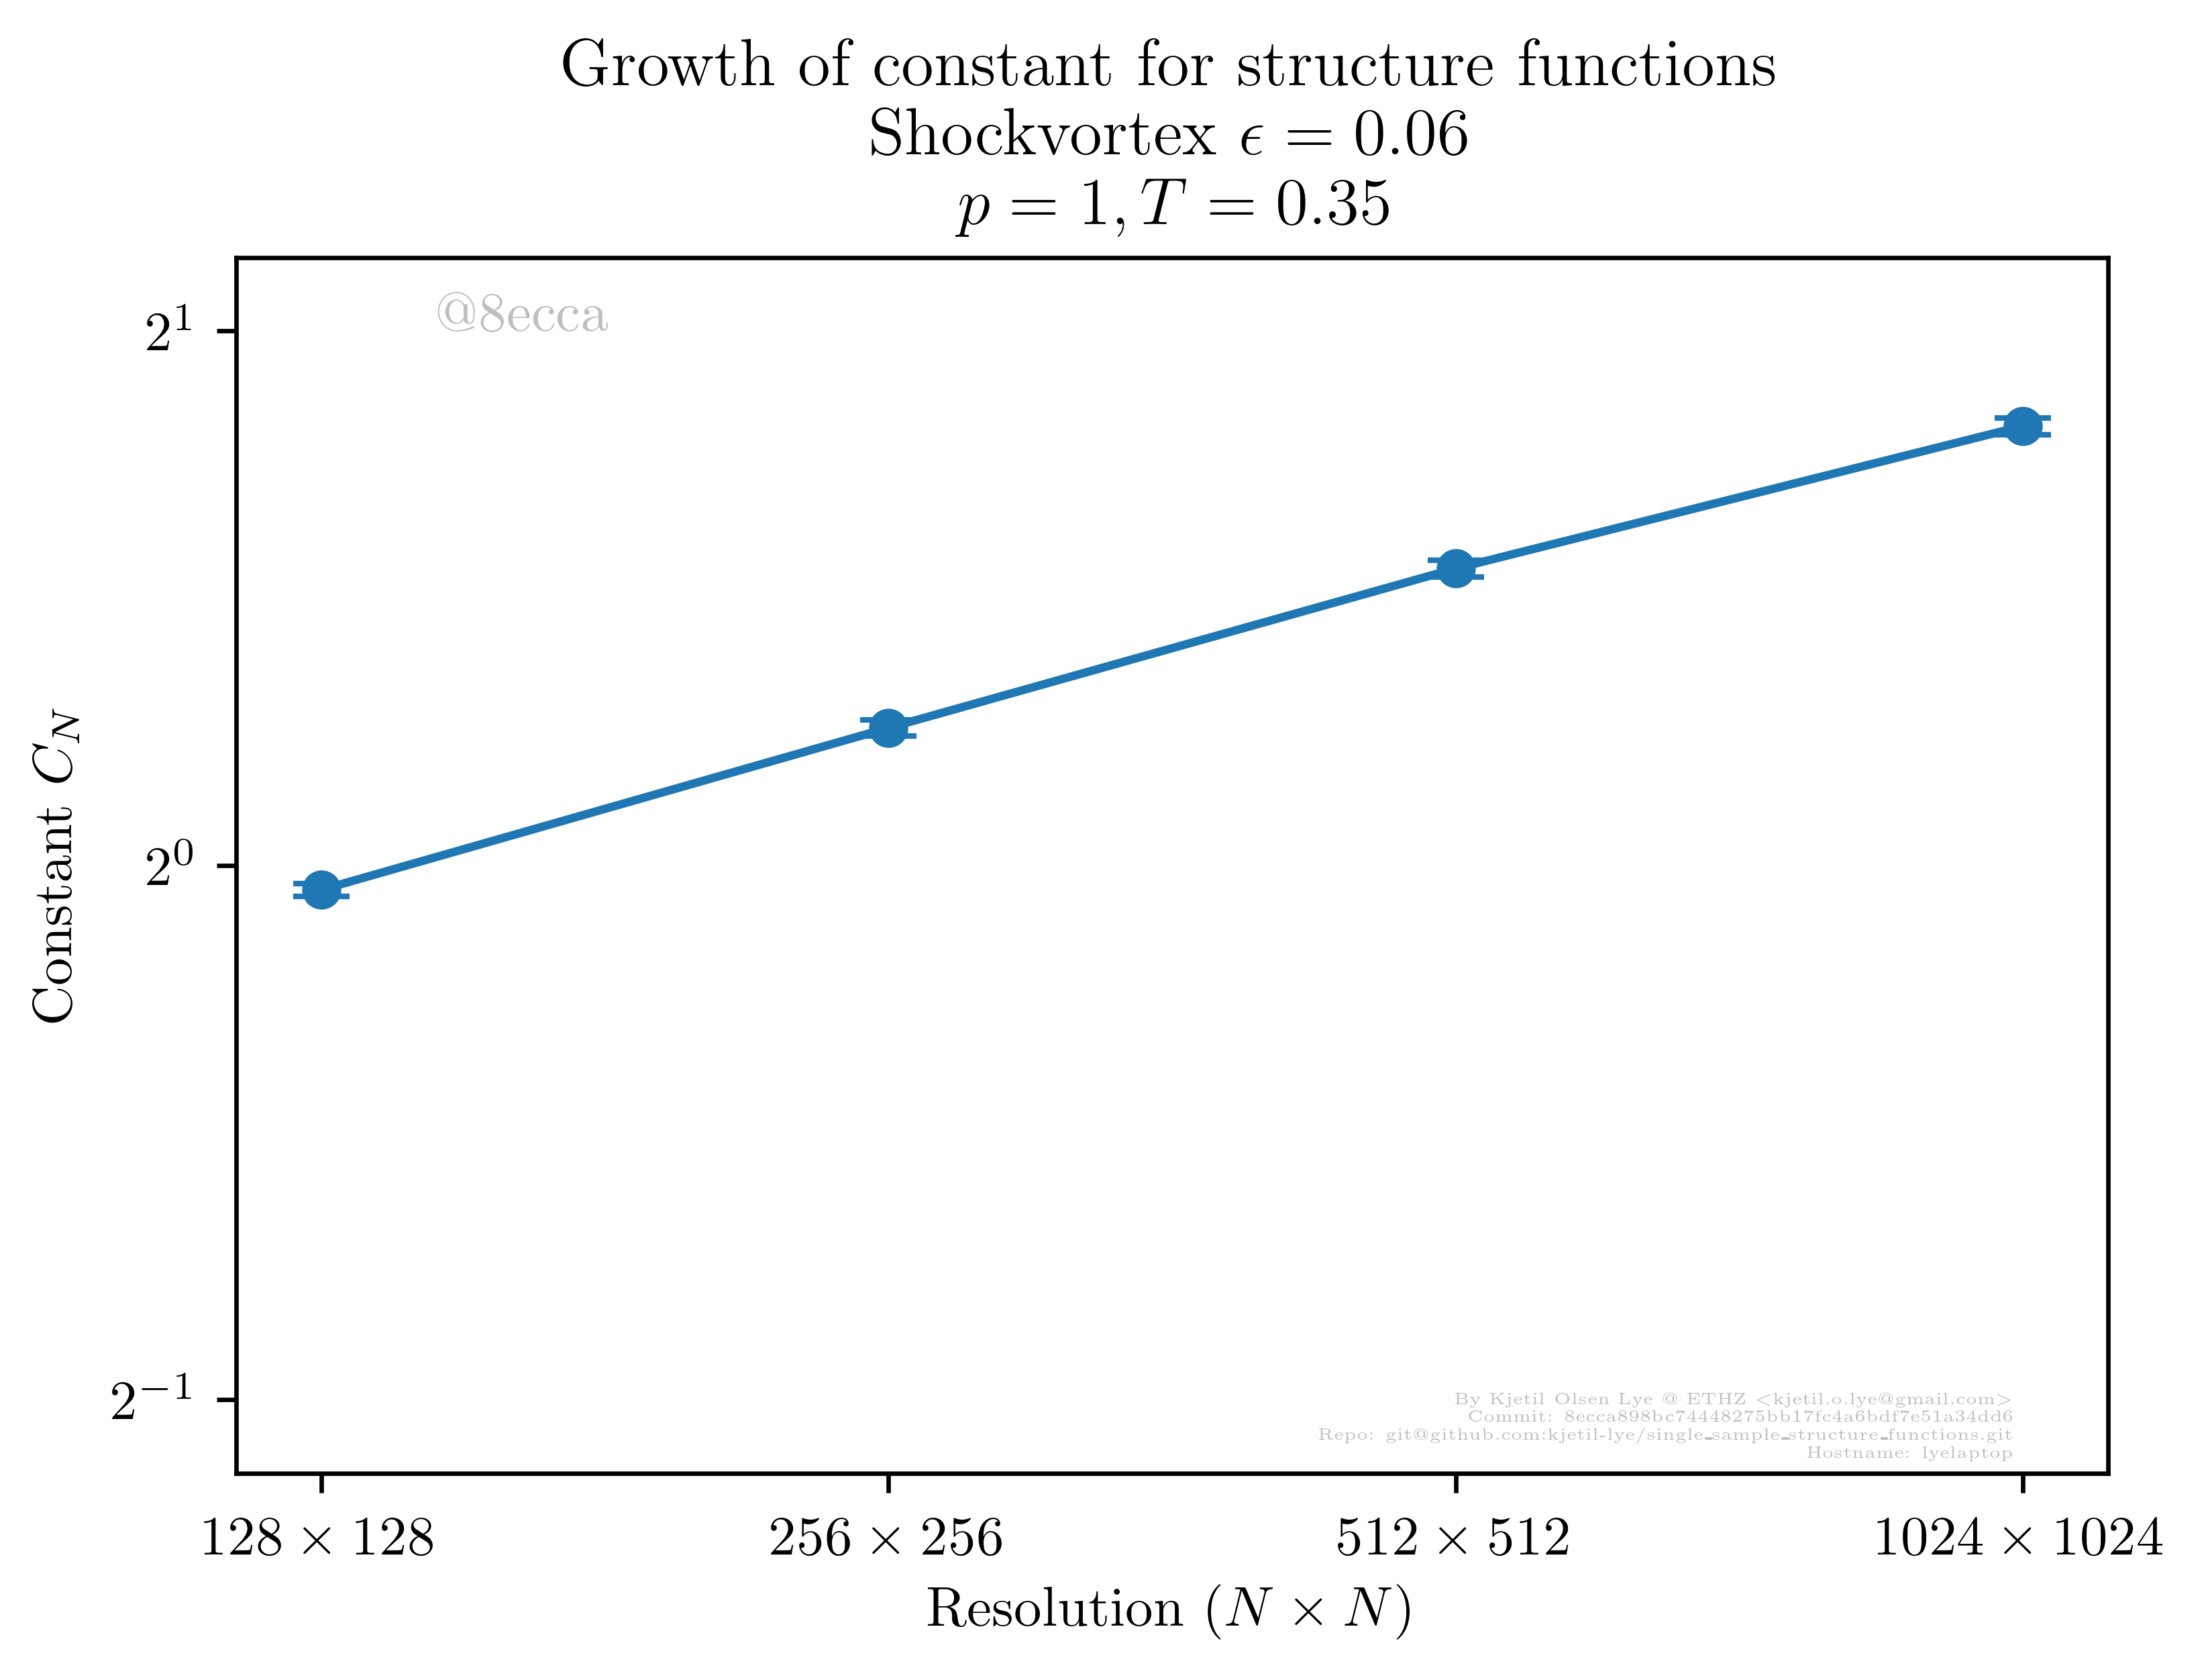 Growth of constant for structure functions
Shockvortex ϵ = 0.06
p = 1, T = 0.35
@8ecca
2¹
2⁰
2⁻¹
Constant C_N
By Kjetil Olsen Lye @ ETHZ <kjetil.o.lye@gmail.com>
Commit: 8ecca898bc74448275bb17fc4a6bdf7e51a34dd6
Repo: git@github.com:kjetil-lye/single_sample_structure_functions.git
Hostname: lyelaptop
128 × 128 256 × 256 512 × 512 1024 × 1024
Resolution (N × N)